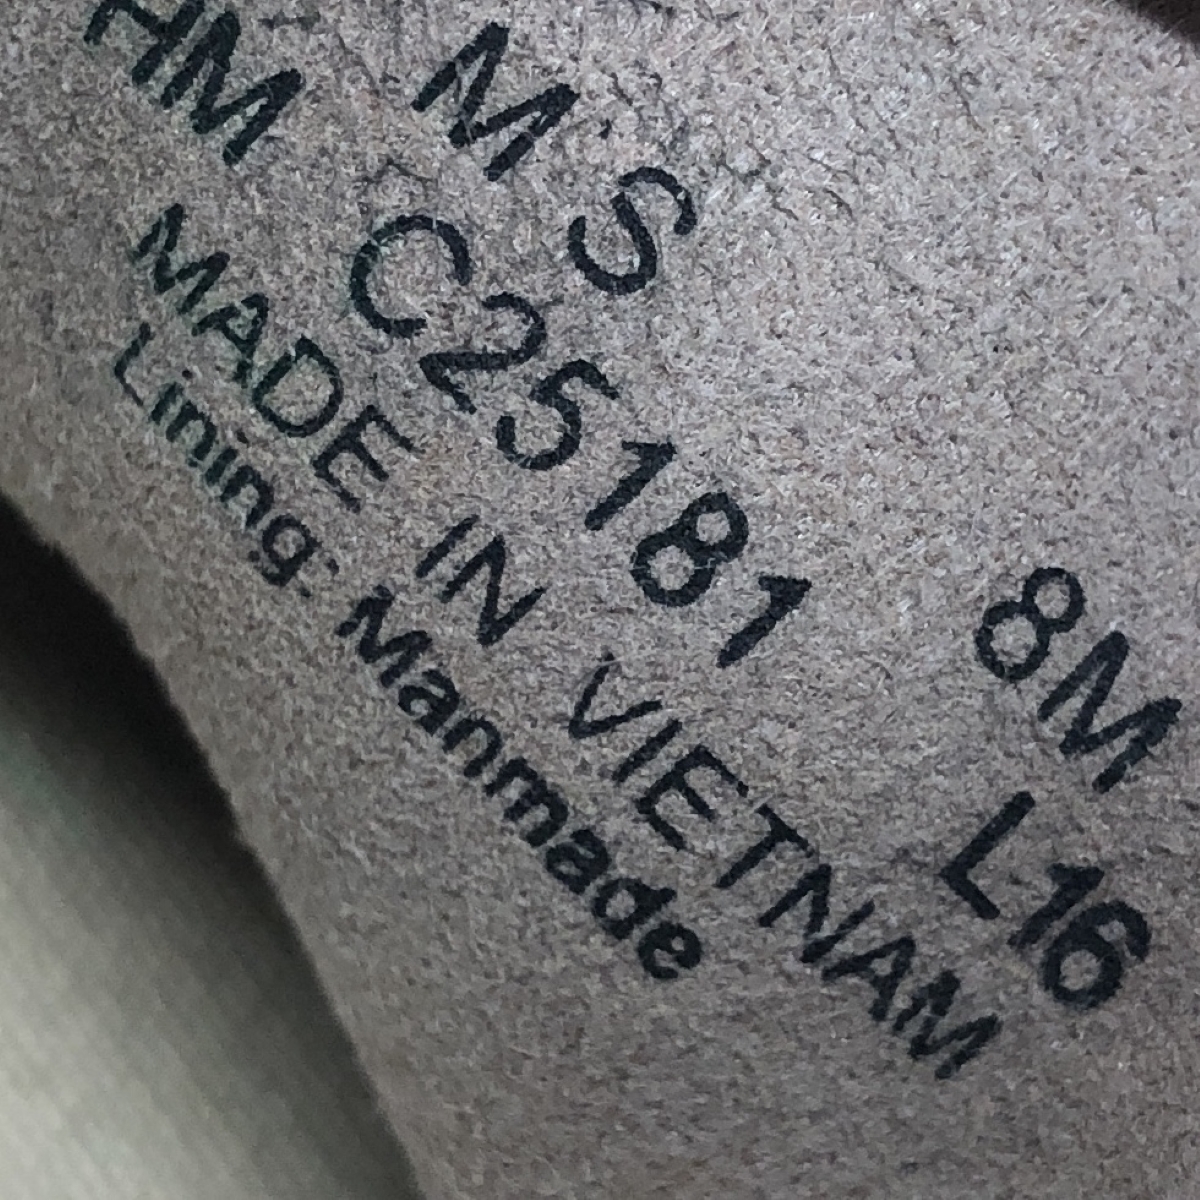 M S 8M
HM C25181 L16
MADE IN VIETNAM
Lining: Manmade